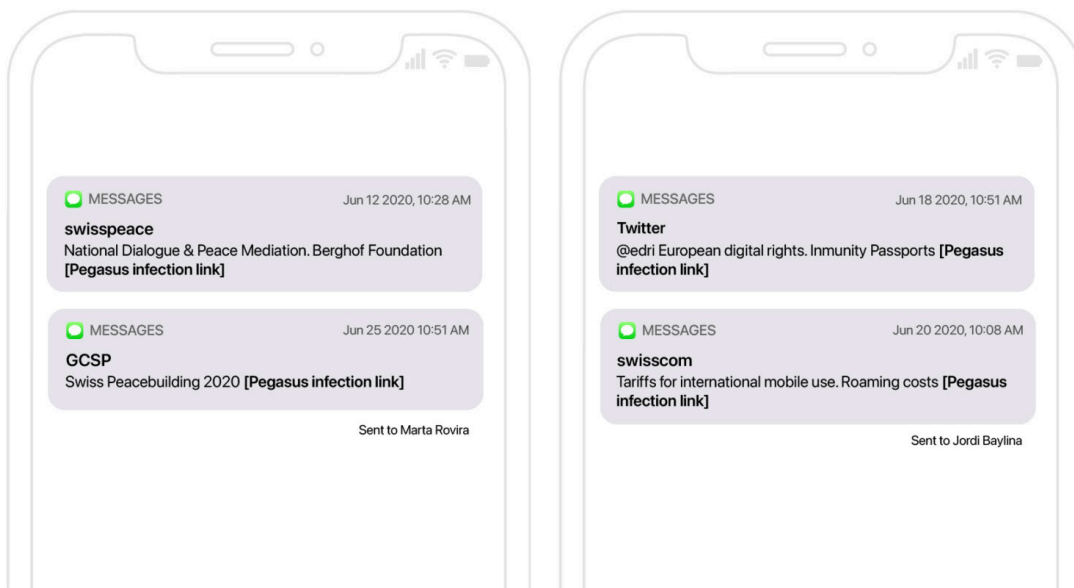 MESSAGES
Jun 12 2020, 10:28 AM
swisspeace
National Dialogue & Peace Mediation. Berghof Foundation
[Pegasus infection link]
MESSAGES
Jun 25 2020 10:51 AM
GCSP
Swiss Peacebuilding 2020 [Pegasus infection link]
Sent to Marta Rovira
MESSAGES
Jun 18 2020, 10:51 AM
Twitter
@edri European digital rights. Inmunity Passports [Pegasus
infection link]
MESSAGES
Jun 20 2020, 10:08 AM
swisscom
Tariffs for international mobile use. Roaming costs [Pegasus
infection link]
Sent to Jordi Baylina